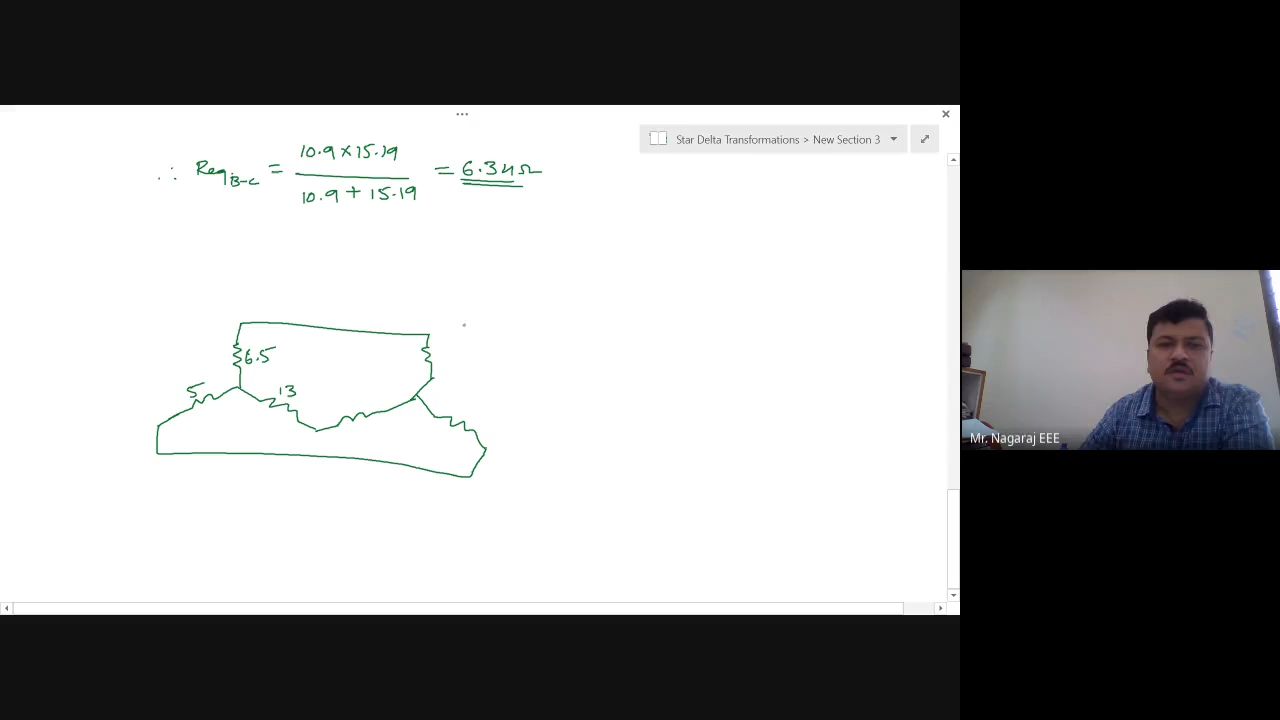 Star Delta Transformations > New Section 3
∴ Req B-C = 10.9 × 15.19 / 10.9 + 15.19 = 6.34Ω
6.5
5
13
Mr. Nagaraj EEE